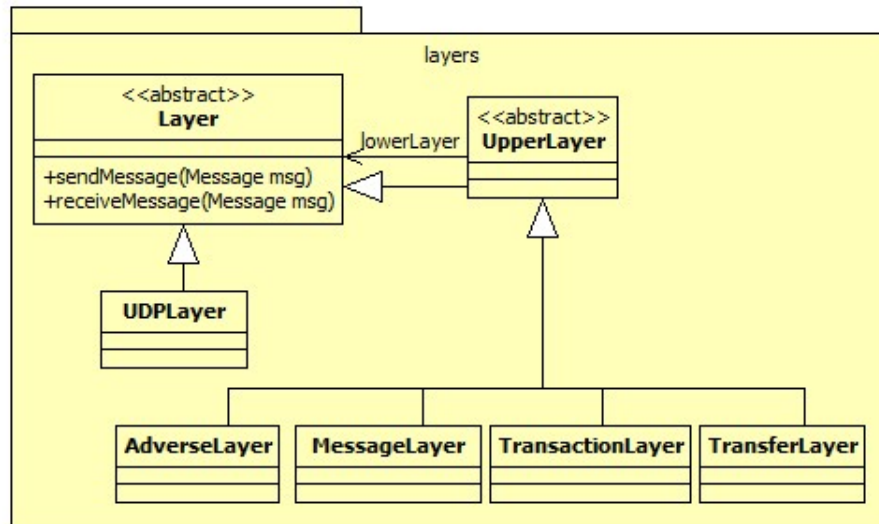 layers
<<abstract>>
Layer
+sendMessage(Message msg)
+receiveMessage(Message msg)
lowerLayer
<<abstract>>
UpperLayer
UDPLayer
AdverseLayer
MessageLayer
TransactionLayer
TransferLayer